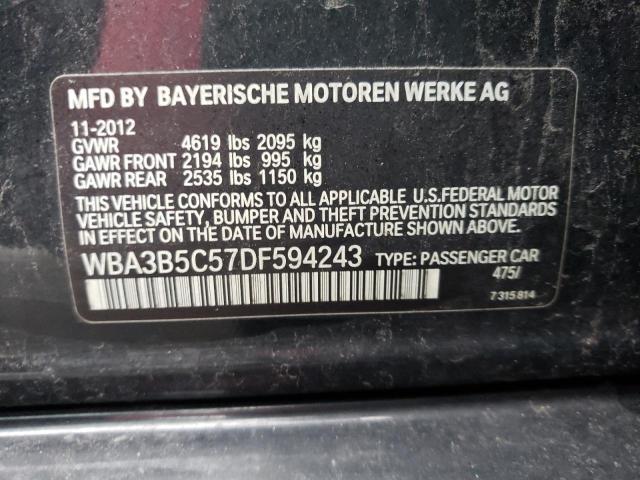 MFD BY BAYERISCHE MOTOREN WERKE AG
11-2012
GVWR 4619 lbs 2095 kg
GAWR FRONT 2194 lbs 995 kg
GAWR REAR 2535 lbs 1150 kg
THIS VEHICLE CONFORMS TO ALL APPLICABLE U.S.FEDERAL MOTOR
VEHICLE SAFETY, BUMPER AND THEFT PREVENTION STANDARDS
IN EFFECT ON THE DATE OF MANUFACTURE SHOWN ABOVE.
WBA3B5C57DF594243 TYPE: PASSENGER CAR
475/
7 315 814